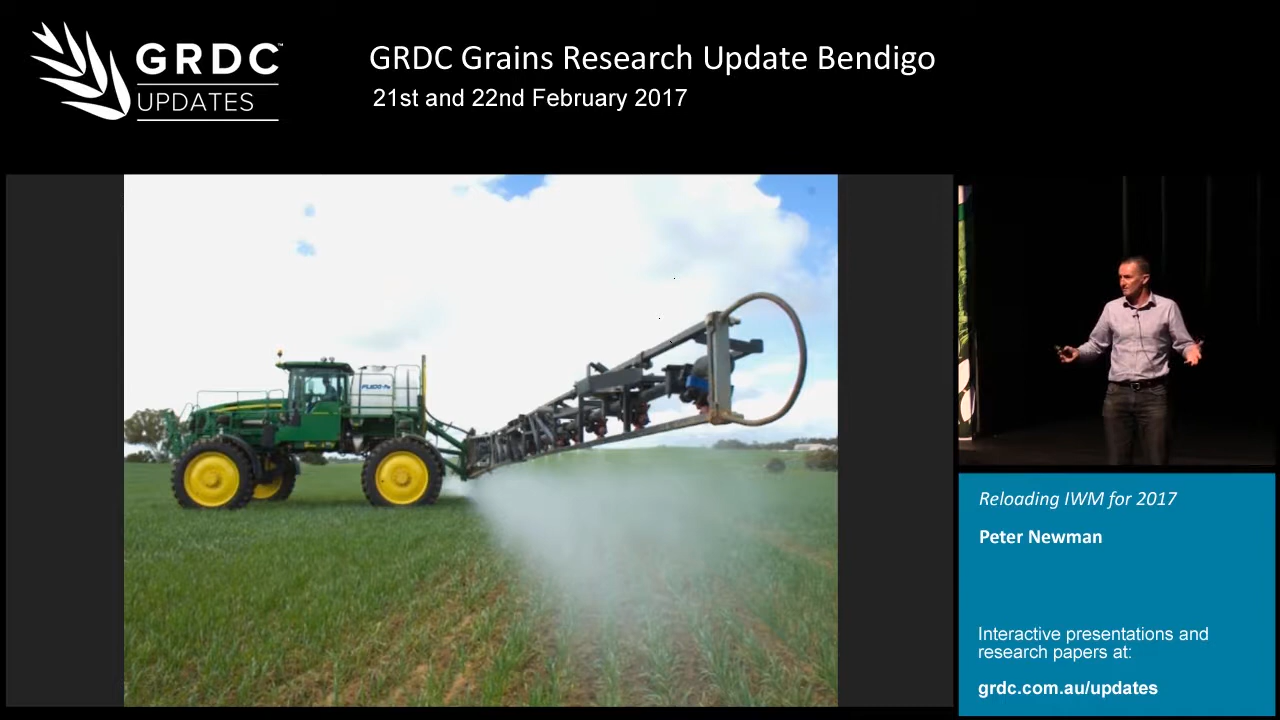 GRDC™
UPDATES
GRDC Grains Research Update Bendigo
21st and 22nd February 2017
Reloading IWM for 2017
Peter Newman
Interactive presentations and
research papers at:
grdc.com.au/updates